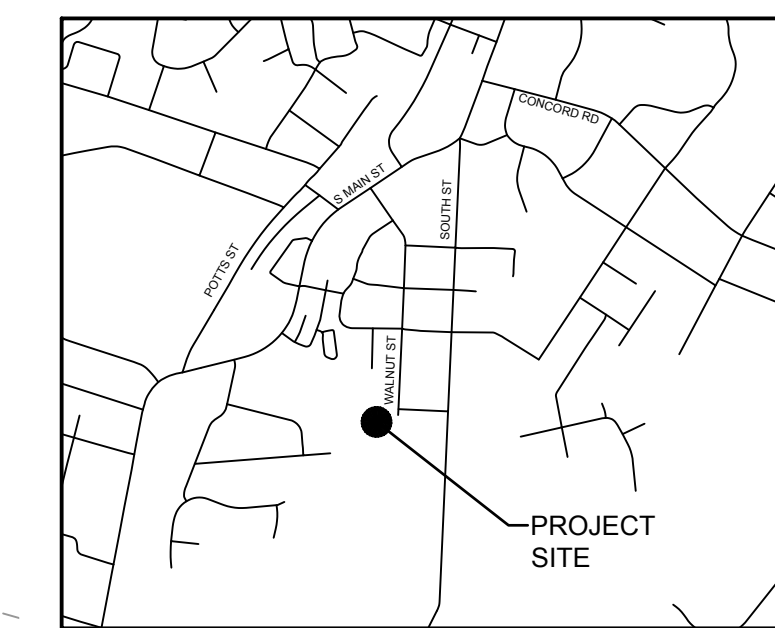 CONCORD RD
S MAIN ST
SOUTH ST
POTTS ST
WALNUT ST
PROJECT
SITE